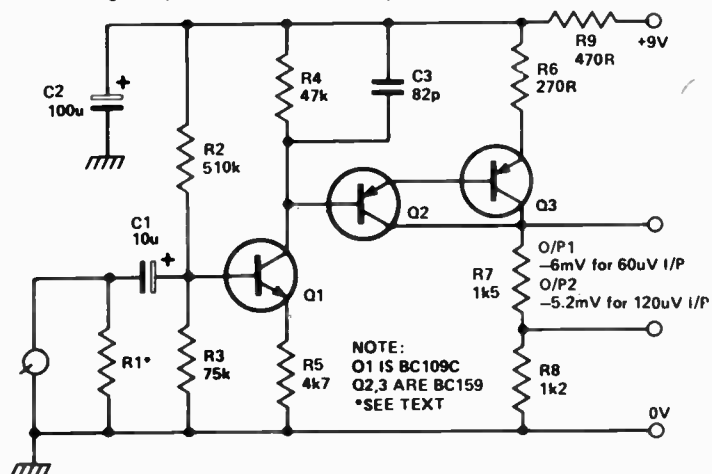 R9
470R
+9V
R4
47k
C3
82p
R6
270R
C2
100u
+
R2
510k
Q2
Q3
C1
10u
+
Q1
O/P1
–6mV for 60uV I/P
O/P2
–5.2mV for 120uV I/P
R7
1k5
R1*
R3
75k
R5
4k7
NOTE:
Q1 IS BC109C
Q2,3 ARE BC159
*SEE TEXT
R8
1k2
0V